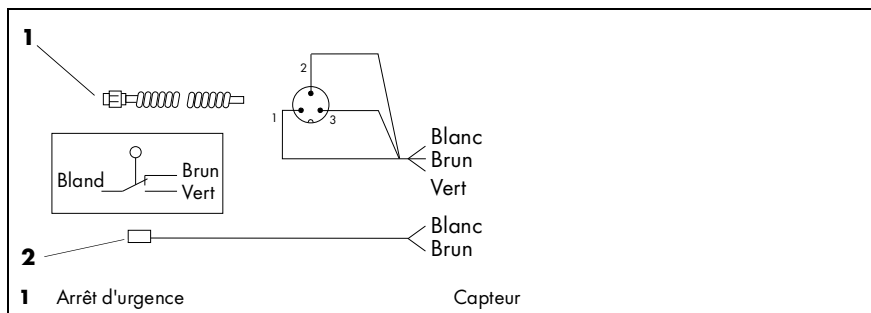 1
2
1
3
Blanc
Brun
Vert
Bland
Brun
Vert
Blanc
Brun
2
1 Arrêt d'urgence Capteur